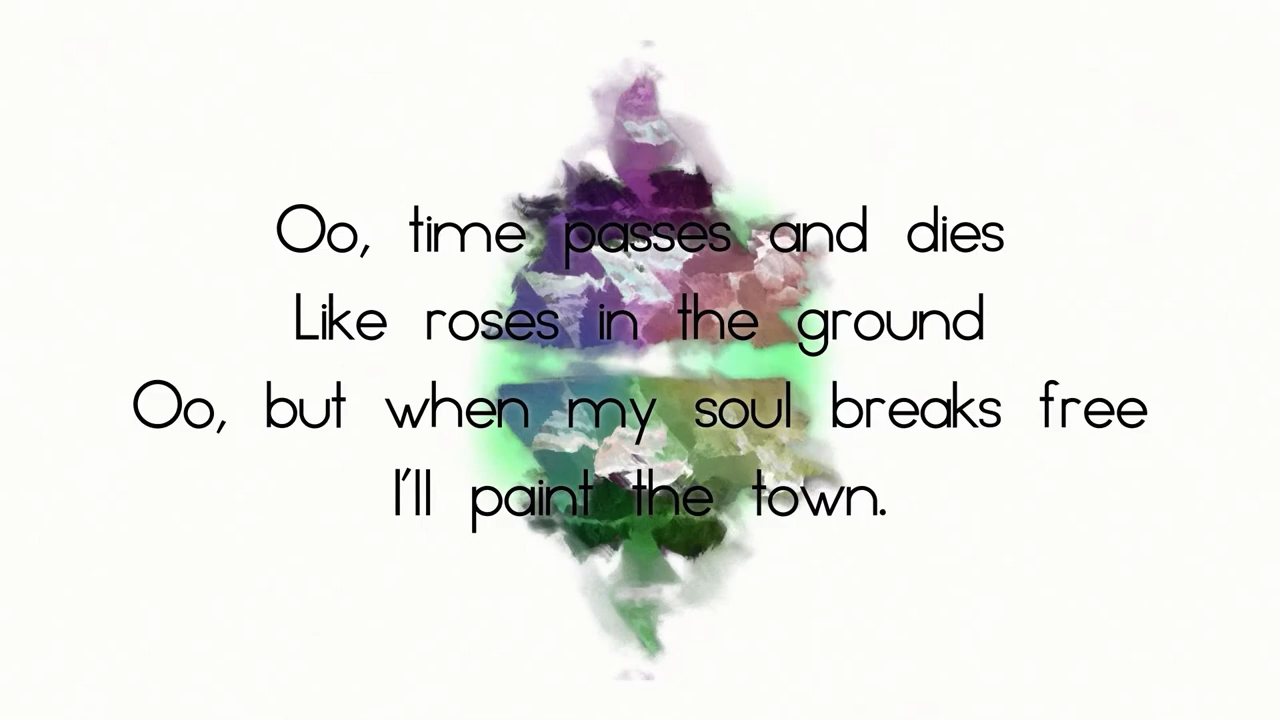 Oo, time passes and dies
Like roses in the ground
Oo, but when my soul breaks free
I'll paint the town.